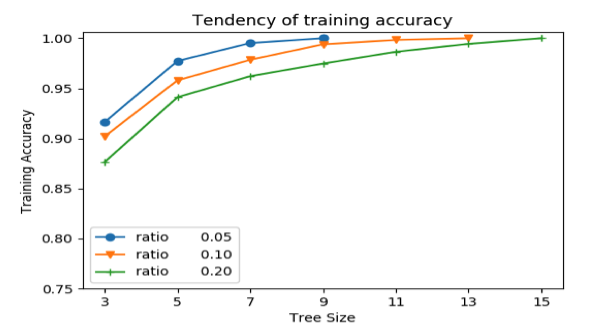 Tendency of training accuracy
1.00
0.95
0.90
0.85
0.80
0.75
Training Accuracy
ratio 0.05
ratio 0.10
ratio 0.20
3 5 7 9 11 13 15
Tree Size